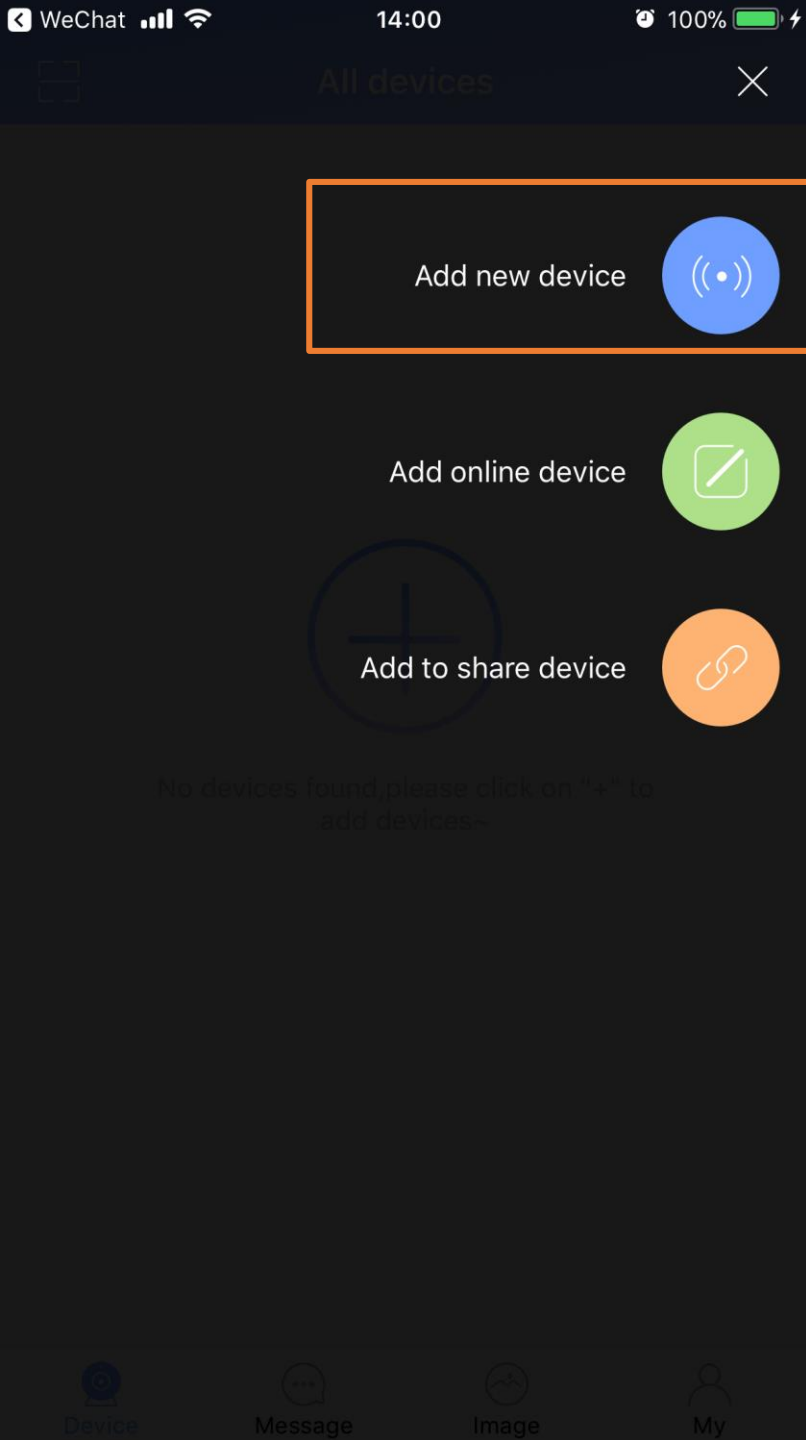 WeChat
14:00
100%
All devices
Add new device
Add online device
Add to share device
No devices found,please click on "+" to
add devices~
Device
Message
Image
My